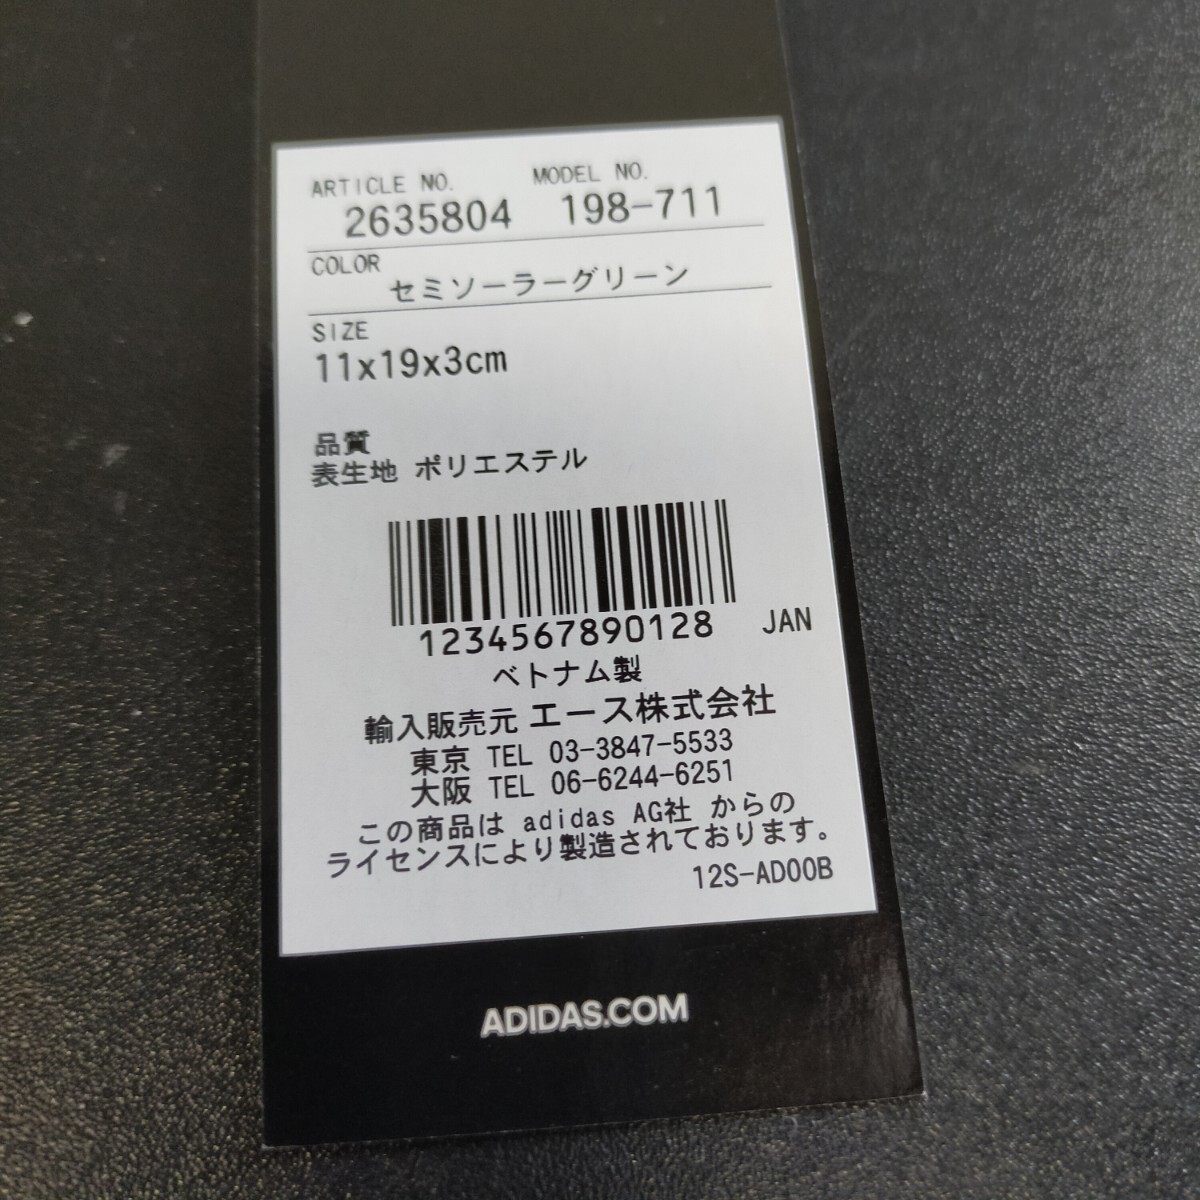 ARTICLE NO. MODEL NO.
2635804 198-711
COLOR
セミソーラーグリーン
SIZE
11x19x3cm
品質
表生地 ポリエステル
1234567890128 JAN
ベトナム製
輸入販売元 エース株式会社
東京 TEL 03-3847-5533
大阪 TEL 06-6244-6251
この商品は adidas AG社 からの
ライセンスにより製造されております。
12S-AD00B
ADIDAS.COM